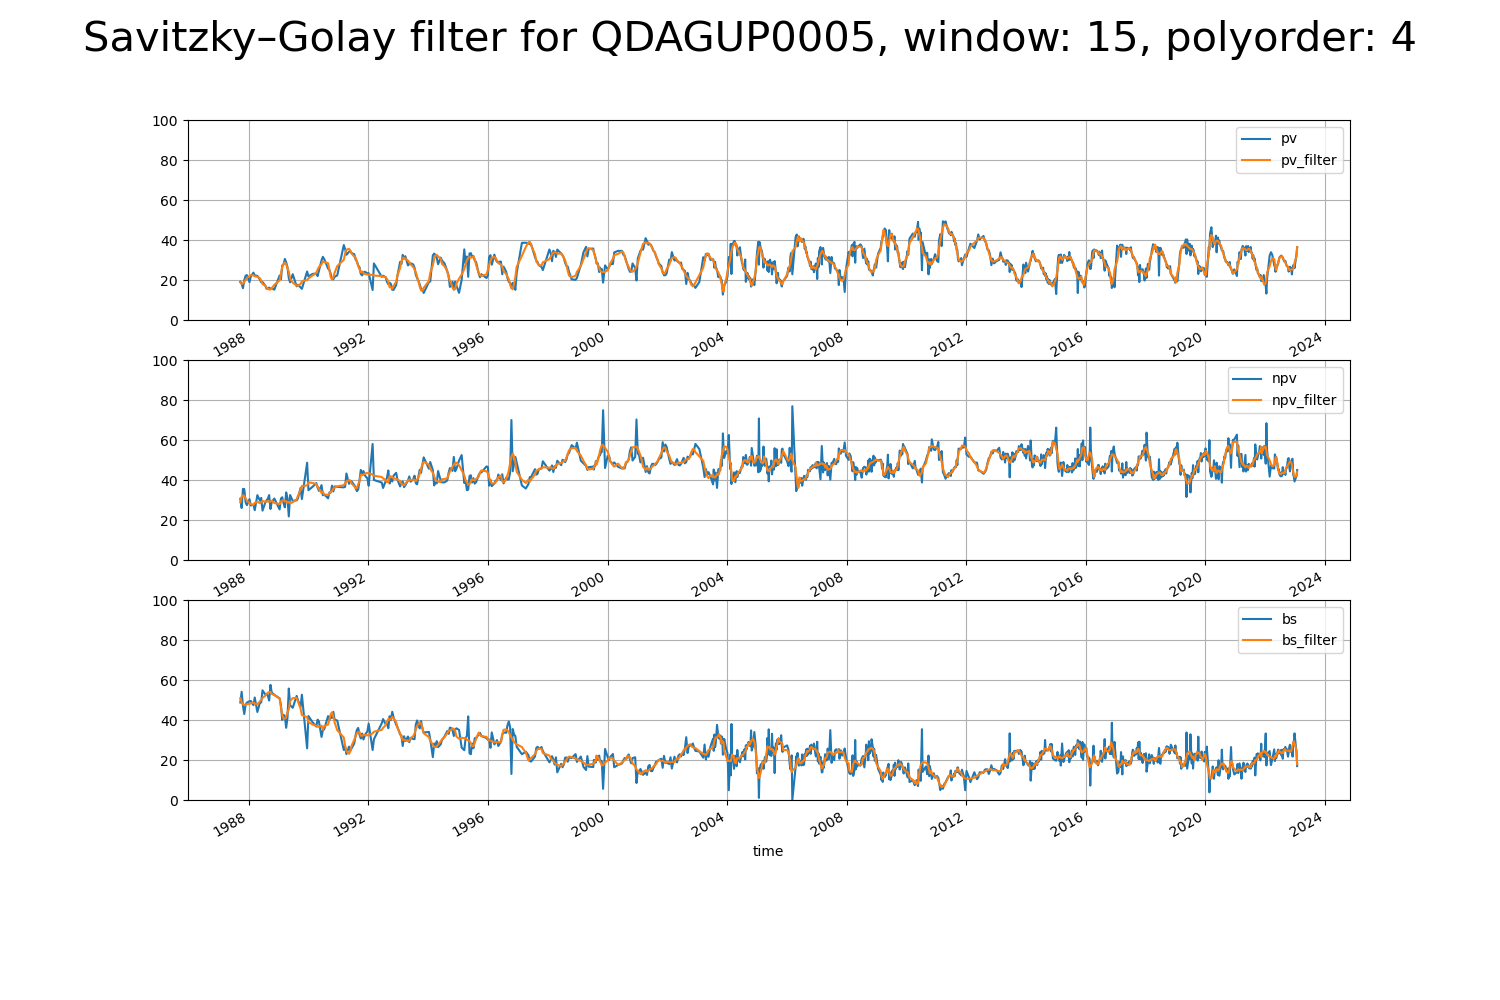 Savitzky–Golay filter for QDAGUP0005, window: 15, polyorder: 4
100
80
60
40
20
0
pv
pv_filter
1988 1992 1996 2000 2004 2008 2012 2016 2020 2024
100
80
60
40
20
0
npv
npv_filter
1988 1992 1996 2000 2004 2008 2012 2016 2020 2024
100
80
60
40
20
0
bs
bs_filter
1988 1992 1996 2000 2004 2008 2012 2016 2020 2024
time